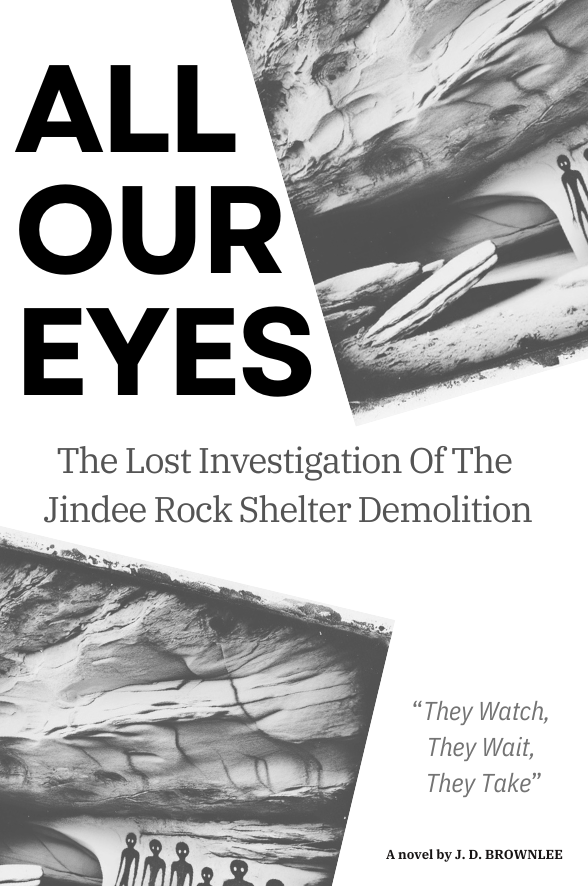 ALL
OUR
EYES
The Lost Investigation Of The
Jindee Rock Shelter Demolition
“They Watch,
They Wait,
They Take”
A novel by J. D. BROWNLEE